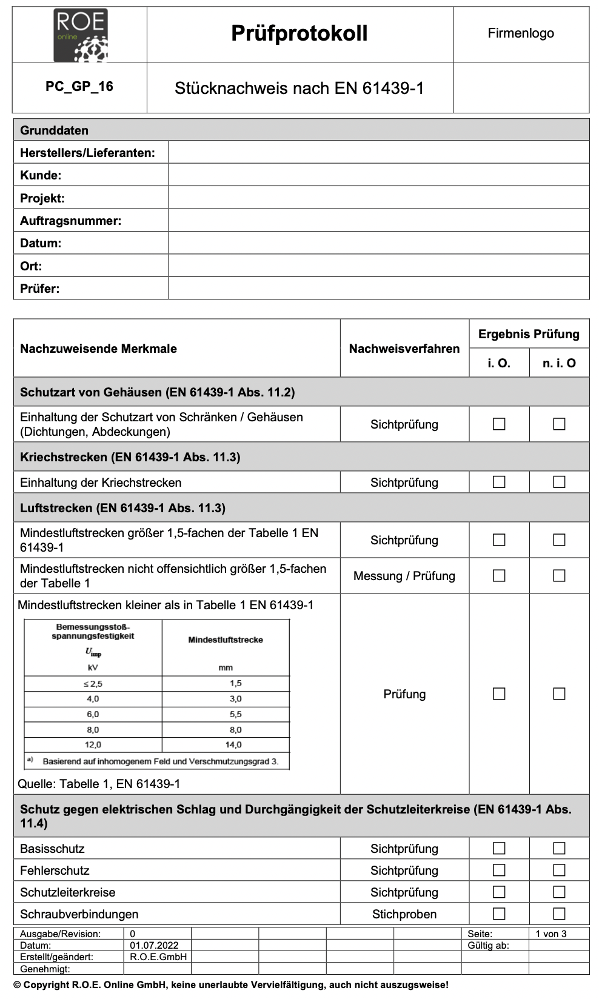 ROE
online
Prüfprotokoll
Firmenlogo
PC_GP_16
Stücknachweis nach EN 61439-1
Grunddaten
Herstellers/Lieferanten:
Kunde:
Projekt:
Auftragsnummer:
Datum:
Ort:
Prüfer:
Nachzuweisende Merkmale
Nachweisverfahren
Ergebnis Prüfung
i. O.
n. i. O
Schutzart von Gehäusen (EN 61439-1 Abs. 11.2)
Einhaltung der Schutzart von Schränken / Gehäusen
(Dichtungen, Abdeckungen)
Sichtprüfung
Kriechstrecken (EN 61439-1 Abs. 11.3)
Einhaltung der Kriechstrecken
Sichtprüfung
Luftstrecken (EN 61439-1 Abs. 11.3)
Mindestluftstrecken größer 1,5-fachen der Tabelle 1 EN
61439-1
Sichtprüfung
Mindestluftstrecken nicht offensichtlich größer 1,5-fachen
der Tabelle 1
Messung / Prüfung
Mindestluftstrecken kleiner als in Tabelle 1 EN 61439-1
Bemessungsstoß-
spannungsfestigkeit
Uimp
kV
Mindestluftstrecke
mm
≤ 2,5 1,5
4,0 3,0
6,0 5,5
8,0 8,0
12,0 14,0
a) Basierend auf inhomogenem Feld und Verschmutzungsgrad 3.
Quelle: Tabelle 1, EN 61439-1
Prüfung
Schutz gegen elektrischen Schlag und Durchgängigkeit der Schutzleiterkreise (EN 61439-1 Abs.
11.4)
Basisschutz Sichtprüfung
Fehlerschutz Sichtprüfung
Schutzleiterkreise Sichtprüfung
Schraubverbindungen Stichproben
Ausgabe/Revision: 0 Seite: 1 von 3
Datum: 01.07.2022 Gültig ab:
Erstellt/geändert: R.O.E.GmbH
Genehmigt:
© Copyright R.O.E. Online GmbH, keine unerlaubte Vervielfältigung, auch nicht auszugsweise!